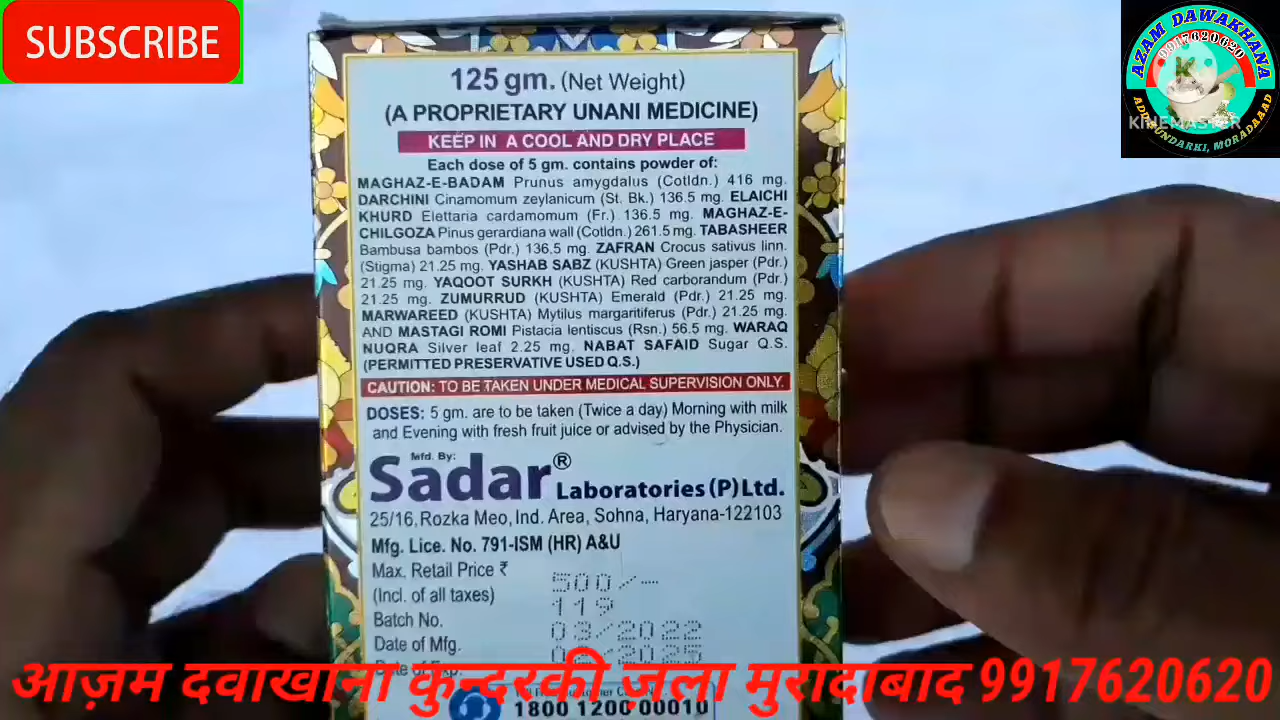 SUBSCRIBE
AZAM DAWAKHANA
9917620620
KINEMASTER
125 gm. (Net Weight)
(A PROPRIETARY UNANI MEDICINE)
KEEP IN A COOL AND DRY PLACE
Each dose of 5 gm. contains powder of:
MAGHAZ-E-BADAM Prunus amygdalus (Cotldn.) 416 mg.
DARCHINI Cinamomum zeylanicum (St. Bk.) 136.5 mg. ELAICHI
KHURD Elettaria cardamomum (Fr.) 136.5 mg. MAGHAZ-E-
CHILGOZA Pinus gerardiana wall (Cotldn.) 261.5 mg. TABASHEER
Bambusa bambos (Pdr.) 136.5 mg. ZAFRAN Crocus sativus linn.
(Stigma) 21.25 mg. YASHAB SABZ (KUSHTA) Green jasper (Pdr.)
21.25 mg. YAQOOT SURKH (KUSHTA) Red carborandum (Pdr.)
21.25 mg. ZUMURRUD (KUSHTA) Emerald (Pdr.) 21.25 mg.
MARWAREED (KUSHTA) Mytilus margaritiferus (Pdr.) 21.25 mg.
AND MASTAGI ROMI Pistacia lentiscus (Rsn.) 56.5 mg. WARAQ
NUQRA Silver leaf 2.25 mg. NABAT SAFAID Sugar Q.S.
(PERMITTED PRESERVATIVE USED Q.S.)
CAUTION: TO BE TAKEN UNDER MEDICAL SUPERVISION ONLY.
DOSES: 5 gm. are to be taken (Twice a day) Morning with milk
and Evening with fresh fruit juice or advised by the Physician.
Mfd. By:
Sadar®
Laboratories (P) Ltd.
25/16, Rozka Meo, Ind. Area, Sohna, Haryana-122103
Mfg. Lice. No. 791-ISM (HR) A&U
Max. Retail Price ₹ 500/-
(Incl. of all taxes)
Batch No. 119
Date of Mfg. 03/2022
Date of Exp. 2025
आज़म दवाखाना कुन्दरकी ज़ला मुरादाबाद 9917620620
1800 1200 00010